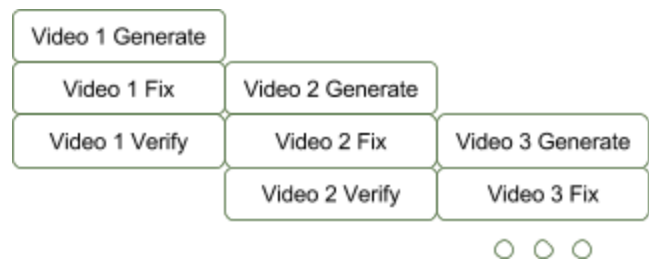 Video 1 Generate
Video 1 Fix
Video 2 Generate
Video 1 Verify
Video 2 Fix
Video 3 Generate
Video 2 Verify
Video 3 Fix